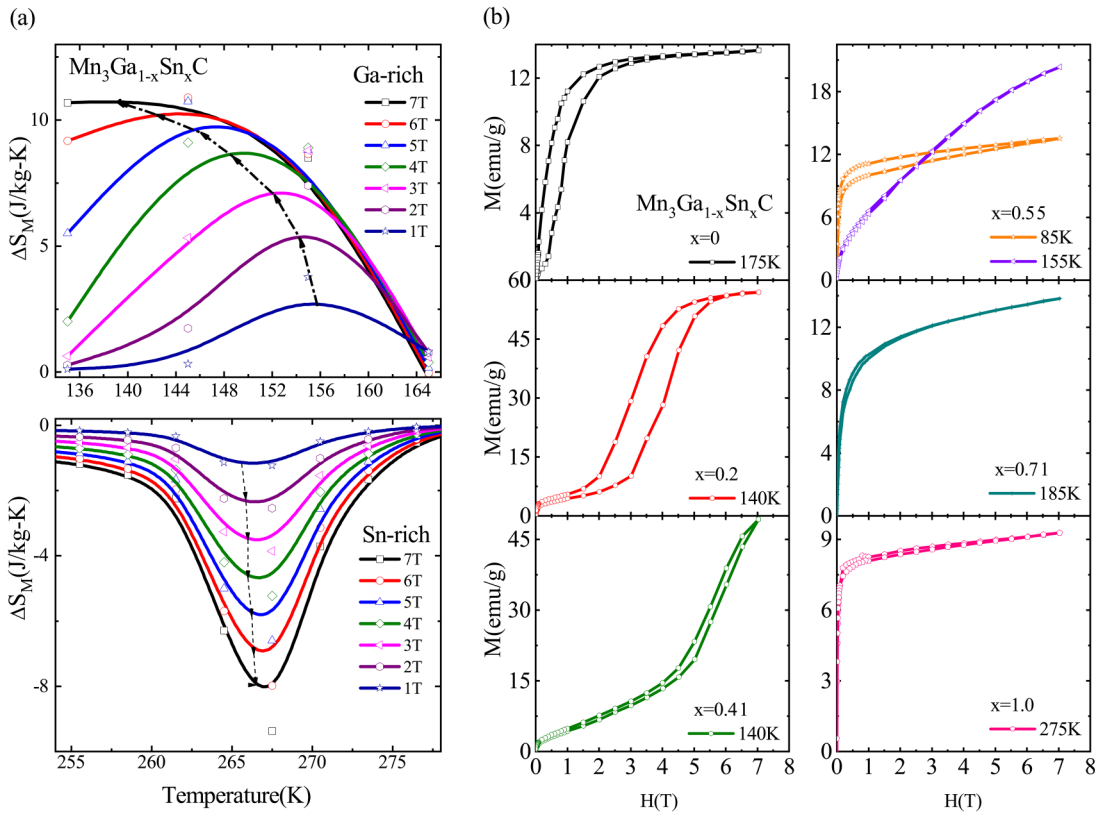 (a)
Mn3Ga1-xSnxC
Ga-rich
7T
6T
5T
4T
3T
2T
1T
10
5
0
ΔSM(J/kg-K)
136 140 144 148 152 156 160 164
0
-4
-8
ΔSM(J/kg-K)
Sn-rich
7T
6T
5T
4T
3T
2T
1T
255 260 265 270 275
Temperature(K)
(b)
12
8
4
0
M(emu/g)
Mn3Ga1-xSnxC
x=0
175K
60
45
30
15
0
M(emu/g)
x=0.2
140K
45
30
15
0
M(emu/g)
x=0.41
140K
0 1 2 3 4 5 6 7 8
H(T)
18
12
6
0
x=0.55
85K
155K
12
8
4
0
x=0.71
185K
9
6
3
0
x=1.0
275K
0 1 2 3 4 5 6 7 8
H(T)